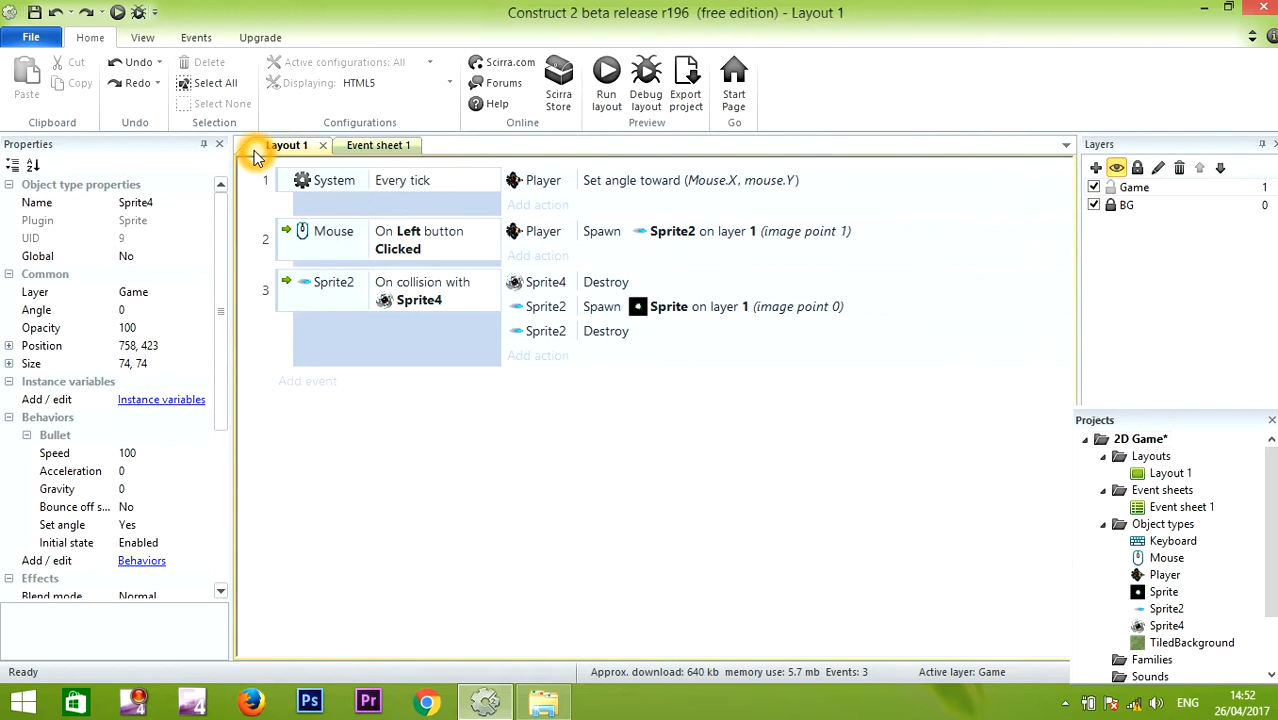 Construct 2 beta release r196 (free edition) - Layout 1
File Home View Events Upgrade
Paste
Cut
Copy
Clipboard
Undo
Redo
Undo
Delete
Select All
Select None
Selection
Active configurations: All
Displaying: HTML5
Configurations
Scirra.com
Forums
Help
Scirra Store
Online
Run layout
Debug layout
Export project
Preview
Start Page
Go
Properties
Object type properties
Name Sprite4
Plugin Sprite
UID 9
Global No
Common
Layer Game
Angle 0
Opacity 100
Position 758, 423
Size 74, 74
Instance variables
Add / edit Instance variables
Behaviors
Bullet
Speed 100
Acceleration 0
Gravity 0
Bounce off s... No
Set angle Yes
Initial state Enabled
Add / edit Behaviors
Effects
Blend mode Normal
Layout 1 Event sheet 1
1 System Every tick Player Set angle toward (Mouse.X, mouse.Y)
Add action
2 Mouse On Left button Clicked Player Spawn Sprite2 on layer 1 (image point 1)
Add action
3 Sprite2 On collision with Sprite4 Sprite4 Destroy
Sprite2 Spawn Sprite on layer 1 (image point 0)
Sprite2 Destroy
Add action
Add event
Layers
Game 1
BG 0
Projects
2D Game*
Layouts
Layout 1
Event sheets
Event sheet 1
Object types
Keyboard
Mouse
Player
Sprite
Sprite2
Sprite4
TiledBackground
Families
Sounds
Ready Approx. download: 640 kb memory use: 5.7 mb Events: 3 Active layer: Game
4 4 Ps Pr ENG 14:52
26/04/2017